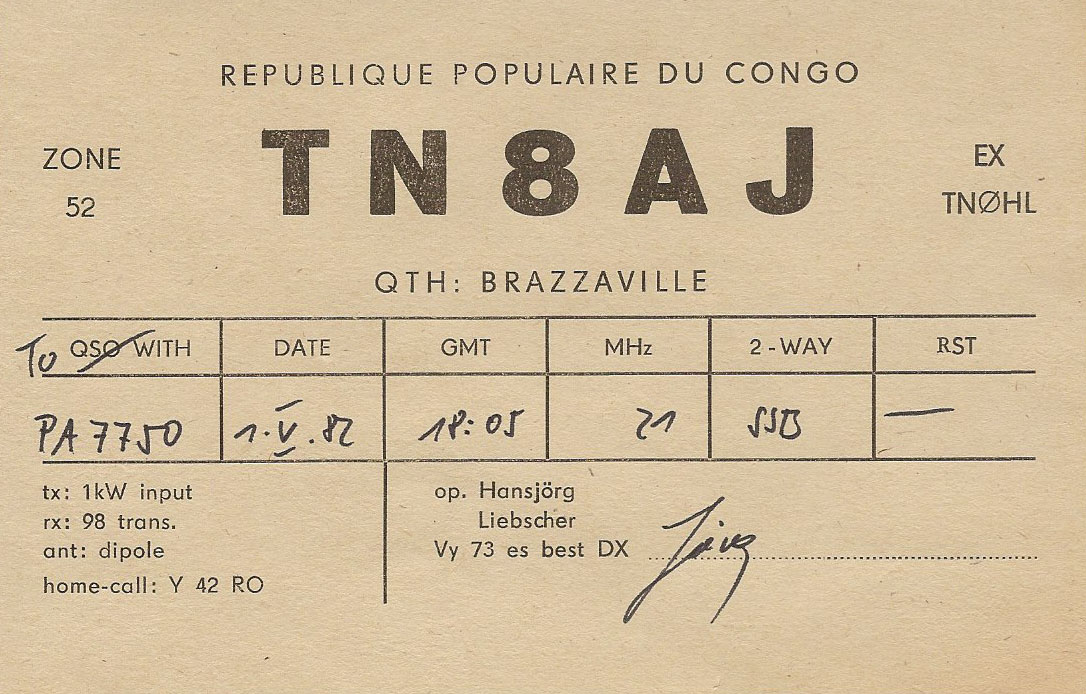 REPUBLIQUE POPULAIRE DU CONGO
ZONE
52
TN8AJ
EX
TNØHL
QTH: BRAZZAVILLE
To QSO WITH DATE GMT MHz 2-WAY RST
PA7750 1.V.82 18:05 21 SSB —
tx: 1kW input
rx: 98 trans.
ant: dipole
home-call: Y 42 RO
op. Hansjörg
Liebscher
Vy 73 es best DX Jörg